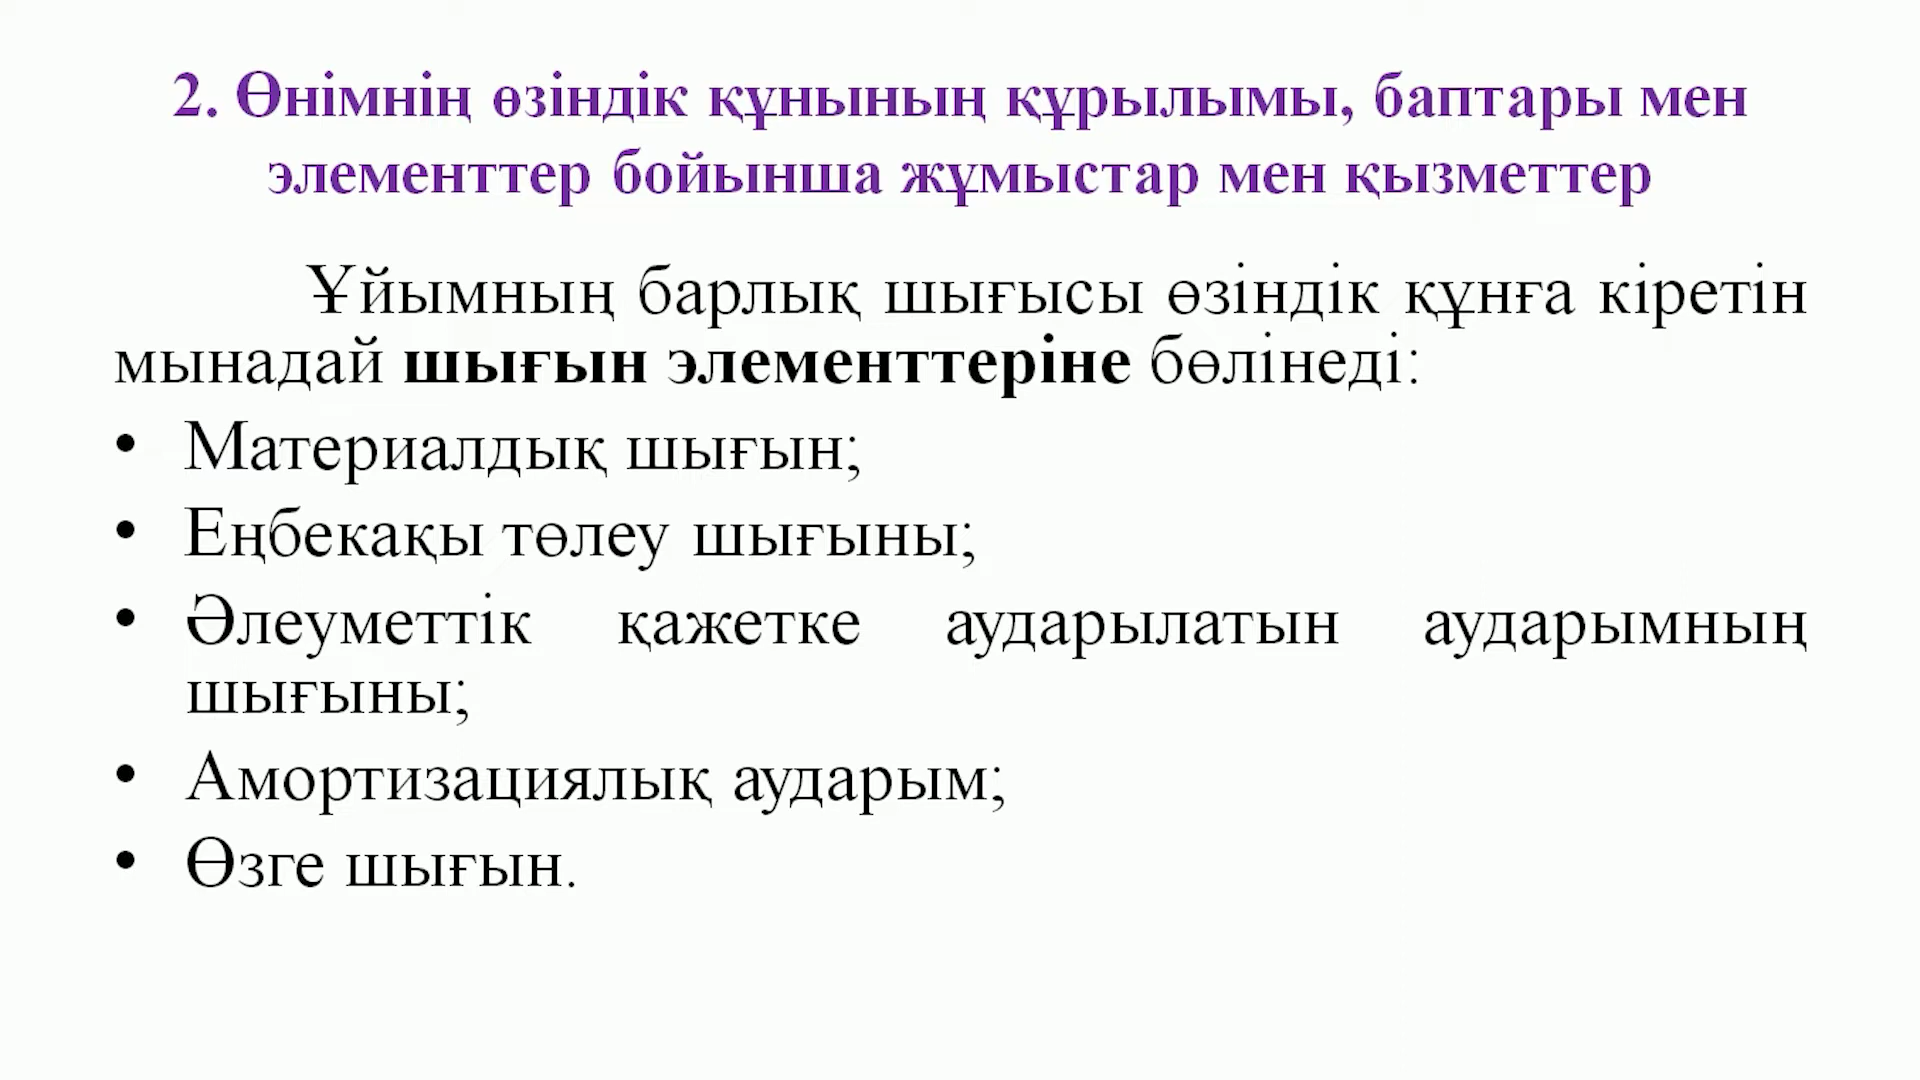 2. Өнімнің өзіндік құнының құрылымы, баптары мен
элементтер бойынша жұмыстар мен қызметтер
Ұйымның барлық шығысы өзіндік құнға кіретін
мынадай шығын элементтеріне бөлінеді:
• Материалдық шығын;
• Еңбекақы төлеу шығыны;
• Әлеуметтік қажетке аударылатын аударымның
шығыны;
• Амортизациялық аударым;
• Өзге шығын.